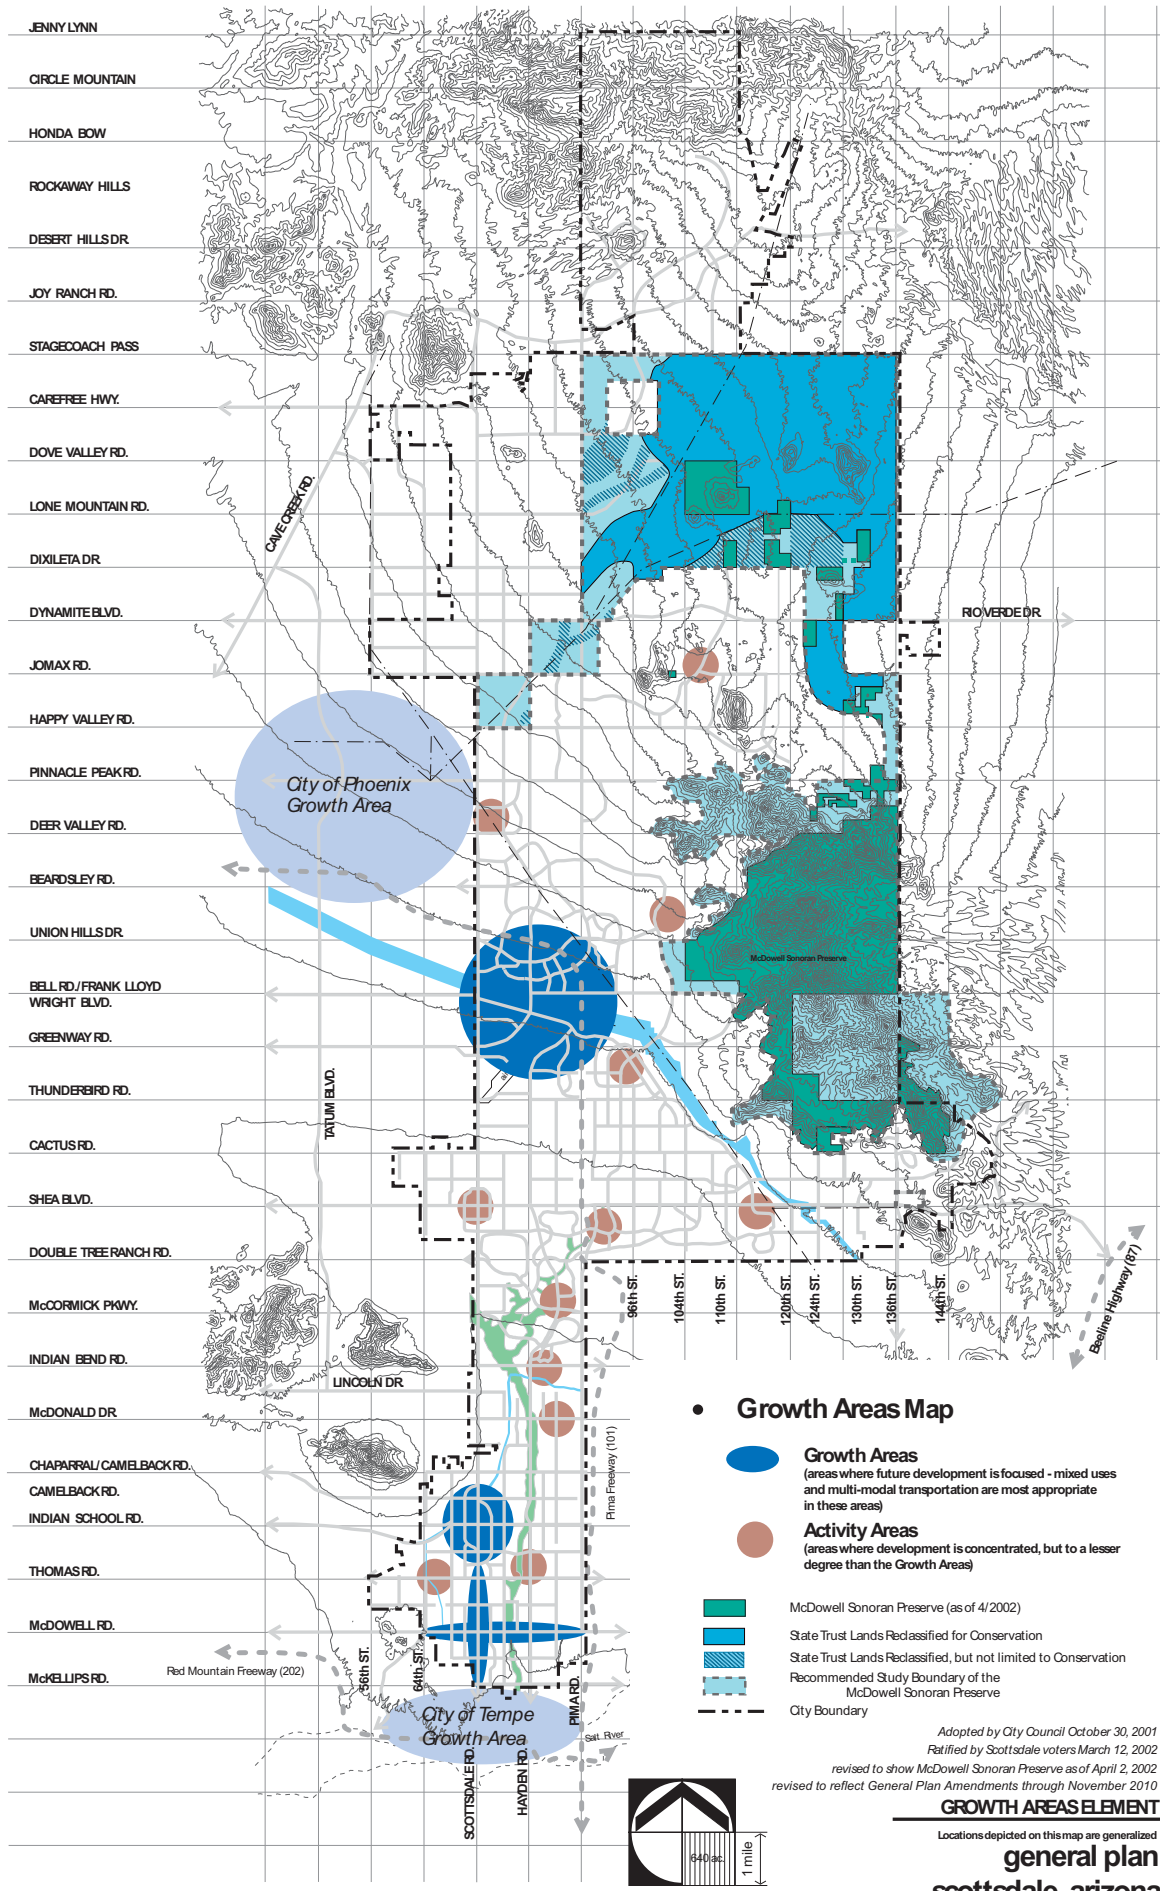 JENNY LYNN
CIRCLE MOUNTAIN
HONDA BOW
ROCKAWAY HILLS
DESERT HILLS DR.
JOY RANCH RD.
STAGECOACH PASS
CAREFREE HWY.
DOVE VALLEY RD.
LONE MOUNTAIN RD.
CAVE CREEK RD.
DIXILETA DR.
DYNAMITE BLVD.
RIO VERDE DR.
JOMAX RD.
HAPPY VALLEY RD.
PINNACLE PEAK RD.
City of Phoenix
Growth Area
DEER VALLEY RD.
BEARDSLEY RD.
UNION HILLS DR.
McDowell Sonoran Preserve
BELL RD./FRANK LLOYD
WRIGHT BLVD.
GREENWAY RD.
THUNDERBIRD RD.
TATUM BLVD.
CACTUS RD.
SHEA BLVD.
DOUBLE TREE RANCH RD.
96th ST.
104th ST.
110th ST.
120th ST.
124th ST.
130th ST.
136th ST.
144th ST.
Beeline Highway (87)
McCORMICK PKWY.
INDIAN BEND RD.
LINCOLN DR.
McDONALD DR.
CHAPARRAL/CAMELBACK RD.
CAMELBACK RD.
INDIAN SCHOOL RD.
Pima Freeway (101)
THOMAS RD.
McDOWELL RD.
McKELLIPS RD.
Red Mountain Freeway (202)
56th ST.
64th ST.
PIMA RD.
City of Tempe
Growth Area
SCOTTSDALE RD.
HAYDEN RD.
Salt River
• Growth Areas Map
Growth Areas
(areas where future development is focused - mixed uses
and multi-modal transportation are most appropriate
in these areas)
Activity Areas
(areas where development is concentrated, but to a lesser
degree than the Growth Areas)
McDowell Sonoran Preserve (as of 4/2002)
State Trust Lands Reclassified for Conservation
State Trust Lands Reclassified, but not limited to Conservation
Recommended Study Boundary of the
McDowell Sonoran Preserve
City Boundary
Adopted by City Council October 30, 2001
Ratified by Scottsdale voters March 12, 2002
revised to show McDowell Sonoran Preserve as of April 2, 2002
revised to reflect General Plan Amendments through November 2010
GROWTH AREAS ELEMENT
Locations depicted on this map are generalized
general plan
scottsdale, arizona
640 ac.
1 mile